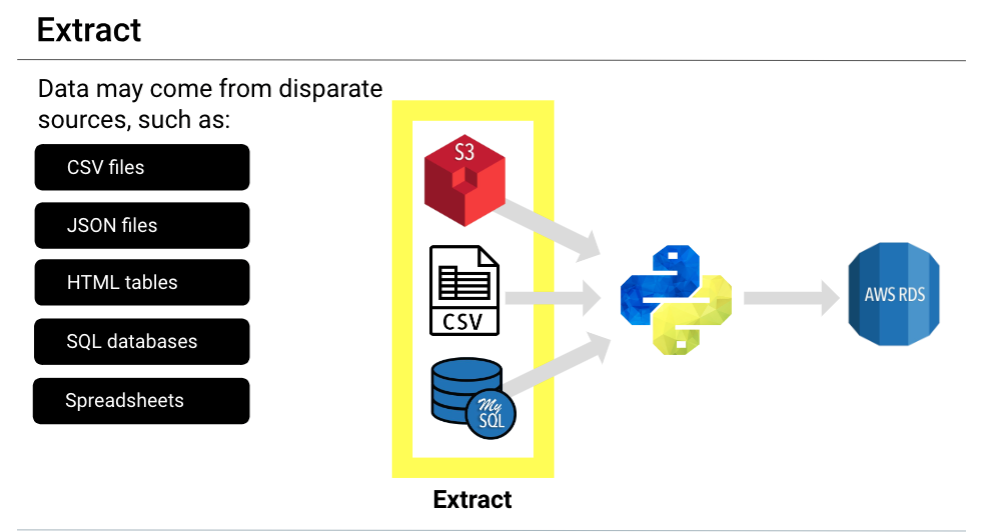 Extract
Data may come from disparate
sources, such as:
CSV files
JSON files
HTML tables
SQL databases
Spreadsheets
S3
CSV
My
SQL
AWS RDS
Extract